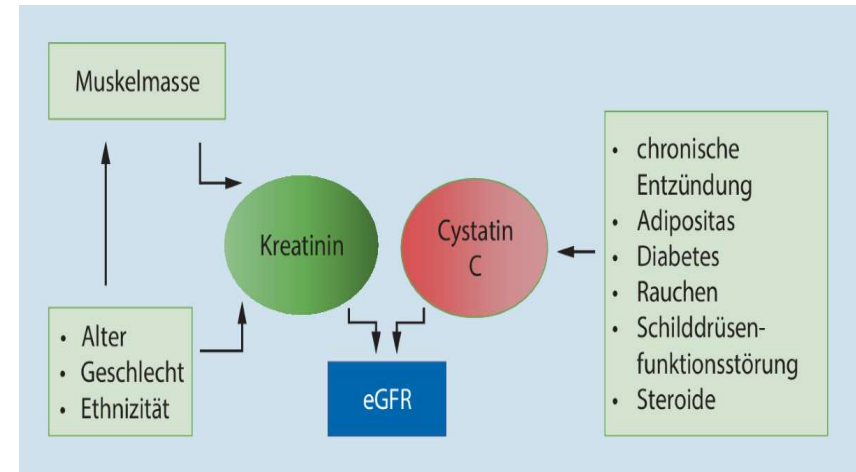 Muskelmasse
Kreatinin
Cystatin
C
• Alter
• Geschlecht
• Ethnizität
eGFR
• chronische
Entzündung
• Adipositas
• Diabetes
• Rauchen
• Schilddrüsen-
funktionsstörung
• Steroide